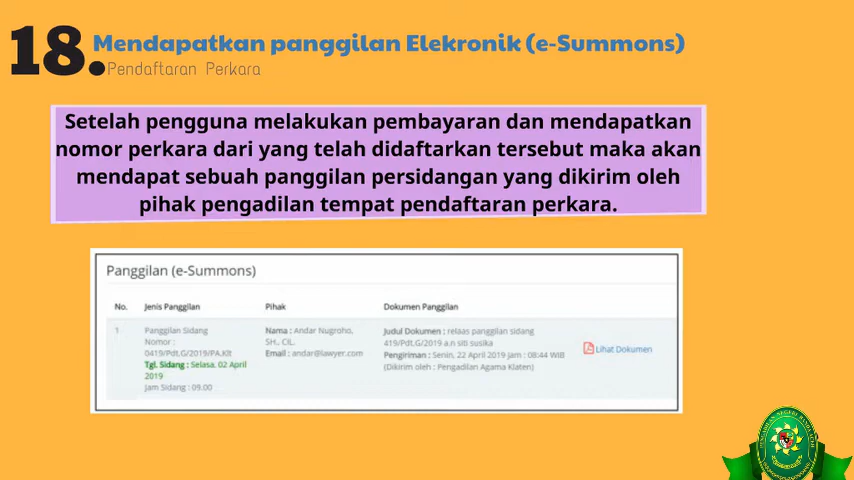 18. Mendapatkan panggilan Elekronik (e-Summons)
Pendaftaran Perkara
Setelah pengguna melakukan pembayaran dan mendapatkan
nomor perkara dari yang telah didaftarkan tersebut maka akan
mendapat sebuah panggilan persidangan yang dikirim oleh
pihak pengadilan tempat pendaftaran perkara.
Panggilan (e-Summons)
No. Jenis Panggilan Pihak Dokumen Panggilan
1 Panggilan Sidang Nama : Andar Nugroho, Judul Dokumen : relaas panggilan sidang
Nomor : SH., CIL. 419/Pdt.G/2019 a.n siti susika
0419/Pdt.G/2019/PA.Klt Email : andar@lawyer.com Pengiriman : Senin, 22 April 2019 jam : 08:44 WIB Lihat Dokumen
Tgl. Sidang : Selasa, 02 April (Dikirim oleh : Pengadilan Agama Klaten)
2019
Jam Sidang : 09.00